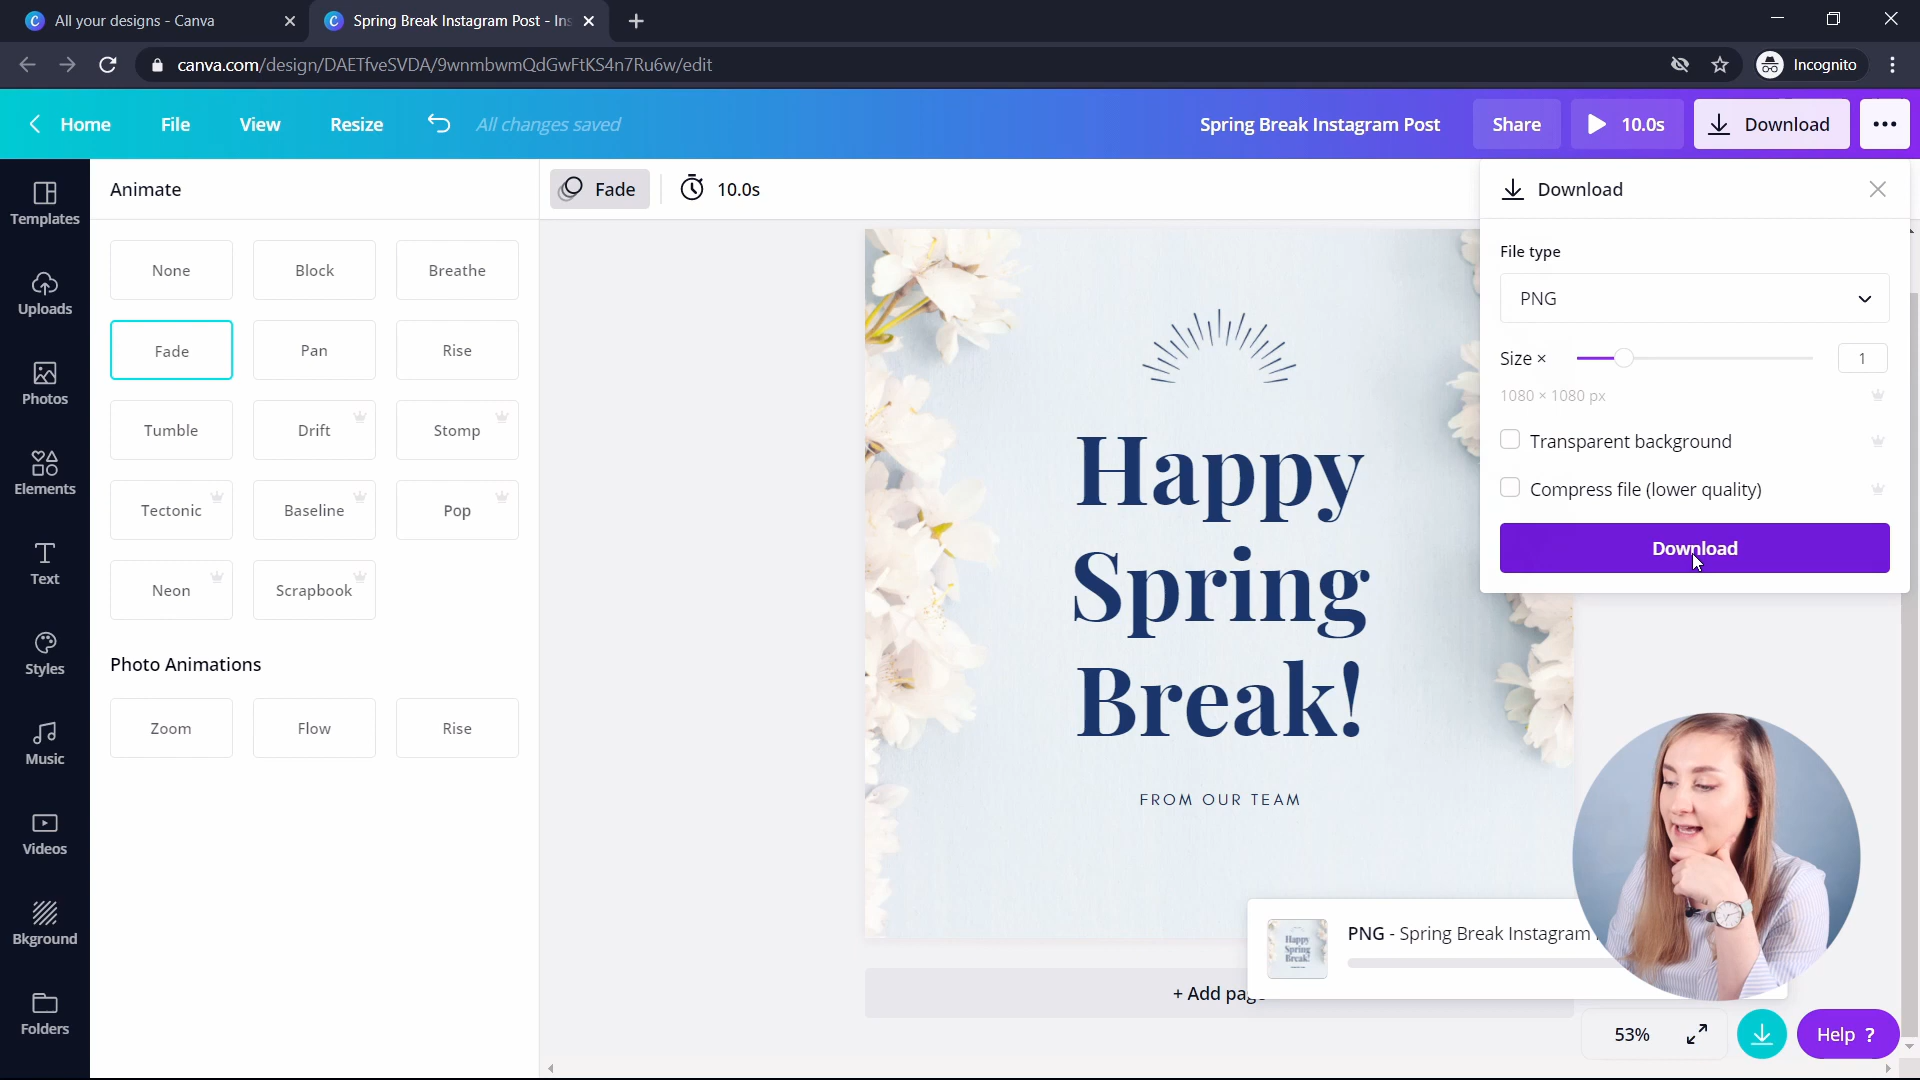 All your designs - Canva
Spring Break Instagram Post - Ins
canva.com/design/DAETfveSVDA/9wnmbwmQdGwFtKS4n7Ru6w/edit
Incognito
Home
File
View
Resize
All changes saved
Spring Break Instagram Post
Share
10.0s
Download
Templates
Uploads
Photos
Elements
Text
Styles
Music
Videos
Bkground
Folders
Animate
None
Block
Breathe
Fade
Pan
Rise
Tumble
Drift
Stomp
Tectonic
Baseline
Pop
Neon
Scrapbook
Photo Animations
Zoom
Flow
Rise
Fade
10.0s
Happy
Spring
Break!
FROM OUR TEAM
+ Add page
Download
File type
PNG
Size ×
1
1080 × 1080 px
Transparent background
Compress file (lower quality)
Download
Happy
Spring
Break!
PNG - Spring Break Instagram
53%
Help ?